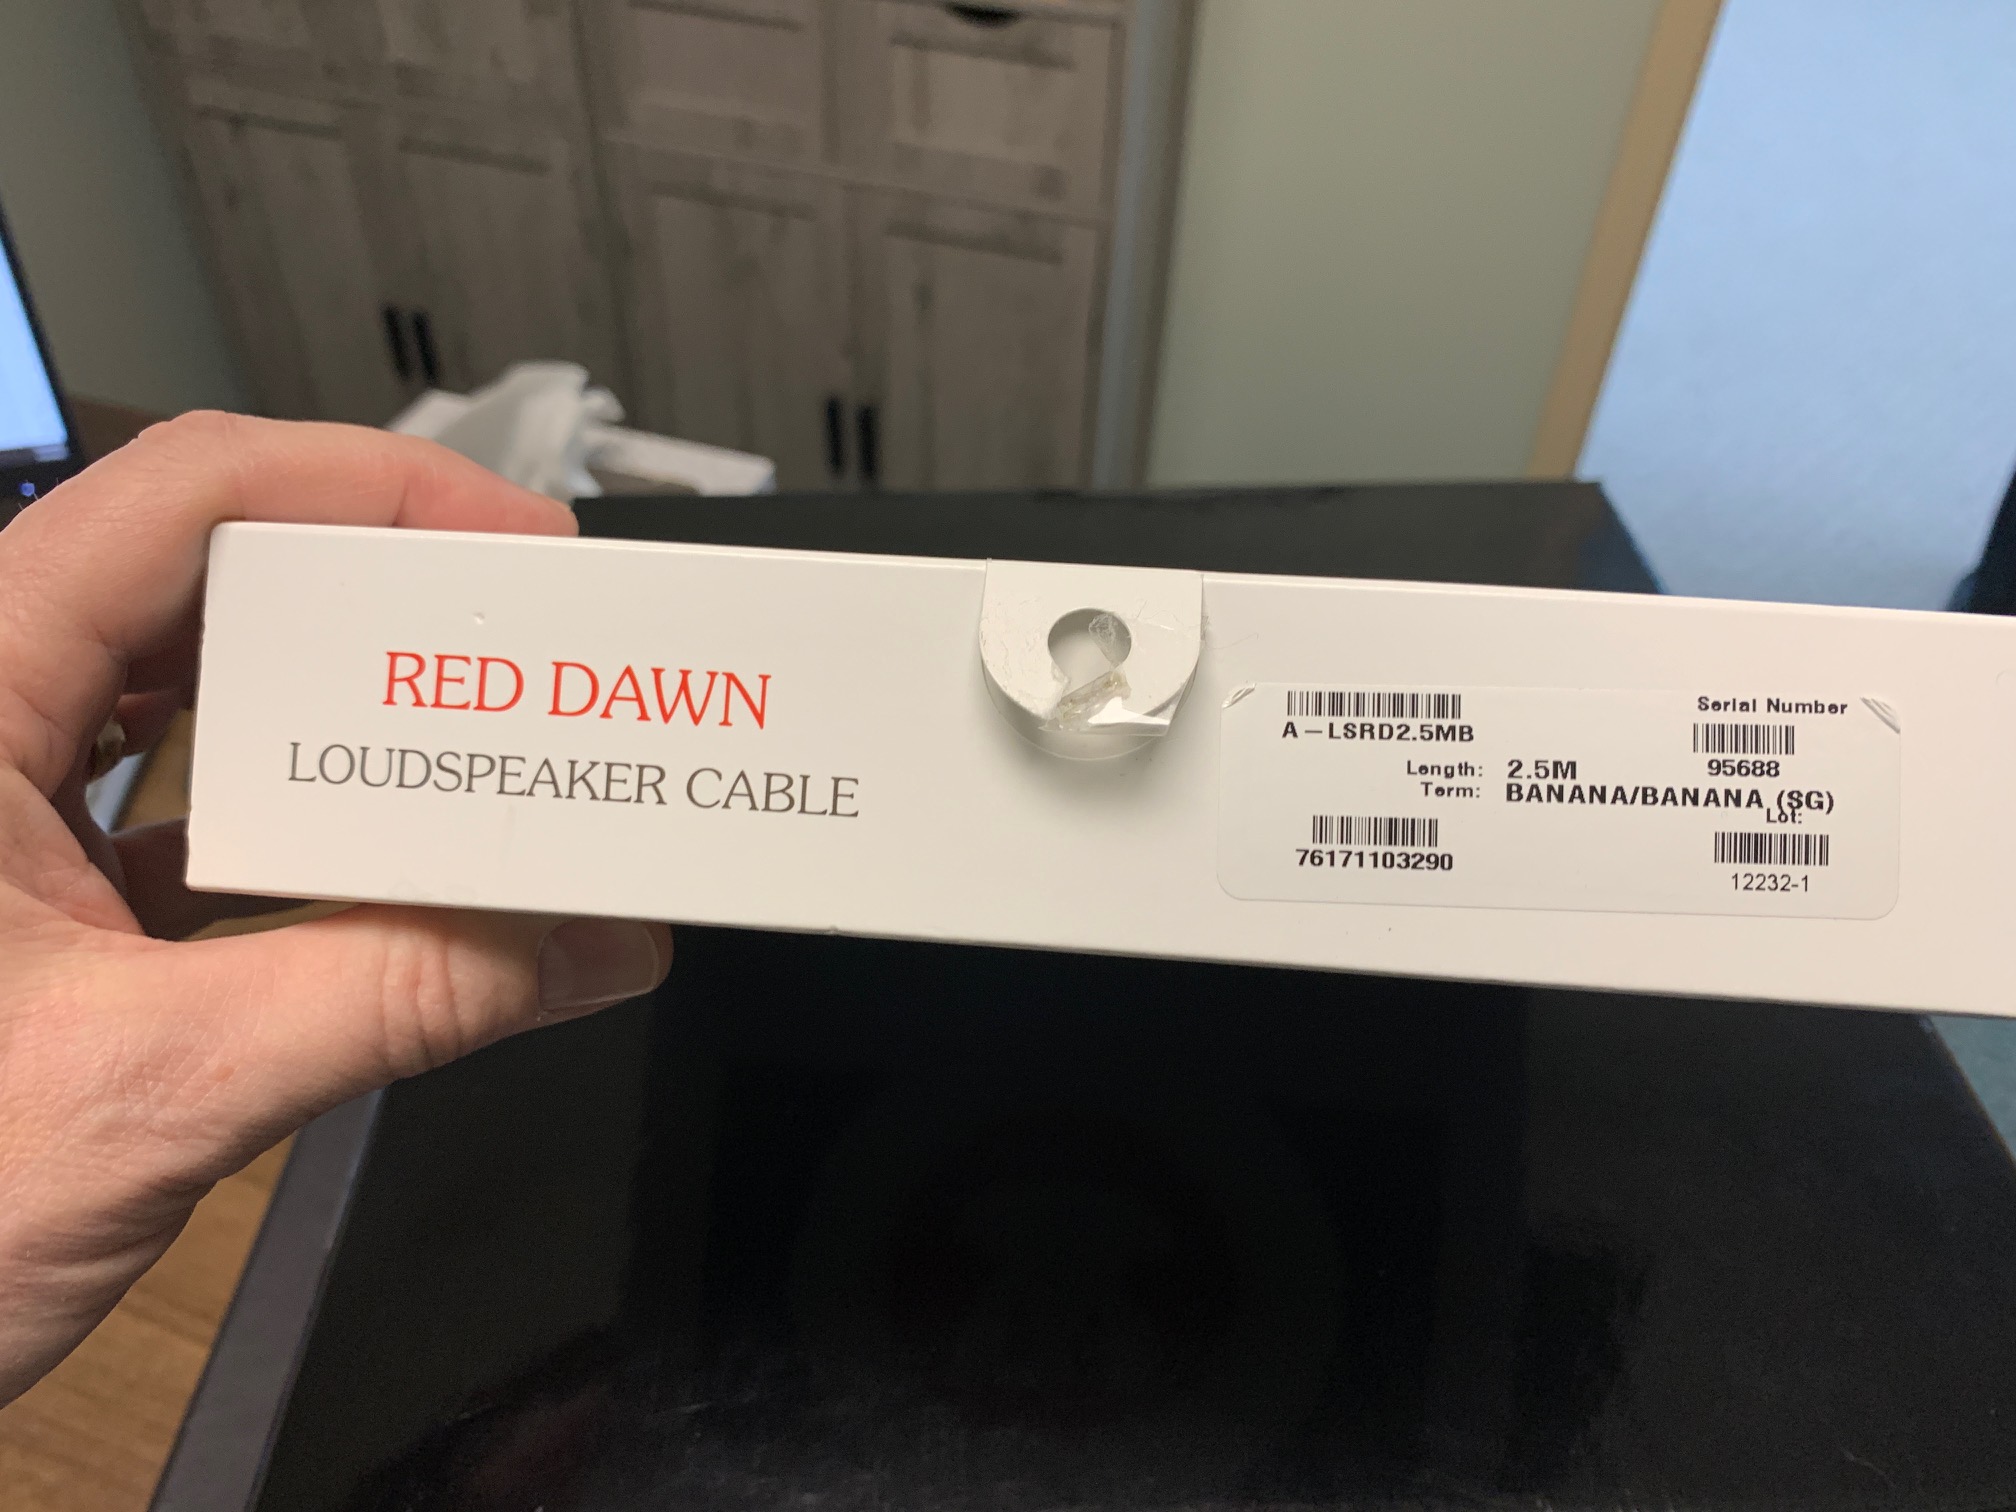 RED DAWN
LOUDSPEAKER CABLE
A-LSRD2.5MB
Serial Number
95688
Length: 2.5M
Term: BANANA/BANANA (SG)
Lot:
76171103290
12232-1